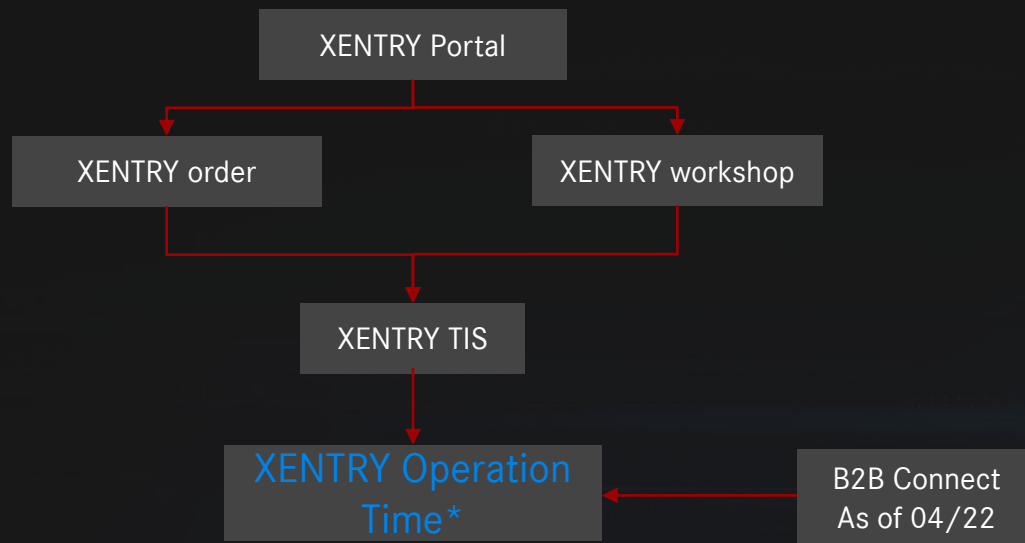 XENTRY Portal
XENTRY order
XENTRY workshop
XENTRY TIS
XENTRY Operation
Time*
B2B Connect
As of 04/22